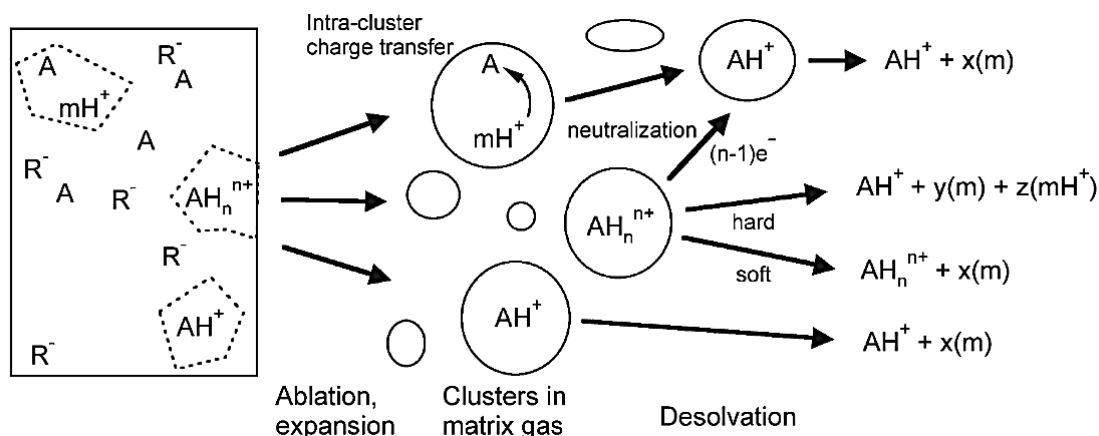 A
mH⁺
R⁻
A
A
R⁻
A
R⁻
AHₙⁿ⁺
R⁻
AH⁺
R⁻
Intra-cluster
charge transfer
A
mH⁺
neutralization
(n-1)e⁻
AHₙⁿ⁺
hard
soft
AH⁺
AH⁺
AH⁺ + x(m)
AH⁺ + y(m) + z(mH⁺)
AHₙⁿ⁺ + x(m)
AH⁺ + x(m)
Ablation,
expansion
Clusters in
matrix gas
Desolvation